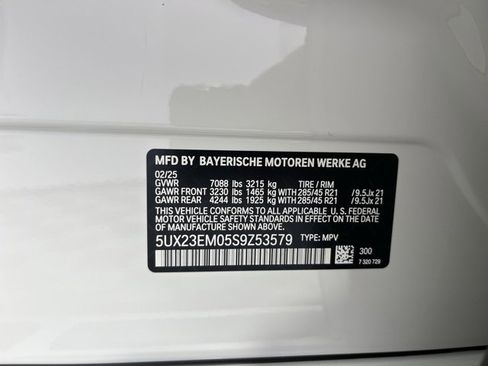 MFD BY BAYERISCHE MOTOREN WERKE AG
02/25
GVWR 7088 lbs 3215 kg TIRE / RIM
GAWR FRONT 3230 lbs 1465 kg WITH 285/45 R21 / 9.5Jx 21
GAWR REAR 4244 lbs 1925 kg WITH 285/45 R21 / 9.5Jx 21
THIS VEHICLE CONFORMS TO ALL APPLICABLE U. S. FEDERAL
MOTOR VEHICLE SAFETY STANDARDS IN EFFECT
ON THE DATE OF MANUFACTURE SHOWN ABOVE.
5UX23EM05S9Z53579 TYPE: MPV
300
7 320 729